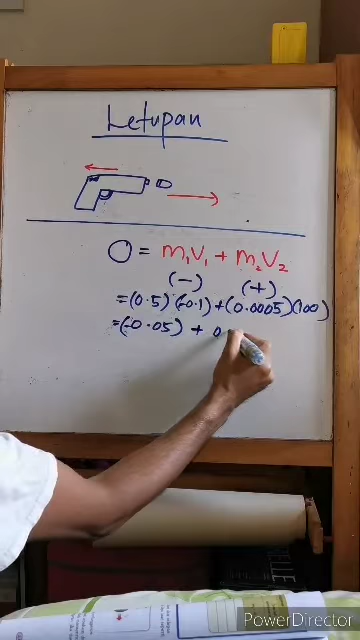 Letupan
0 = m₁v₁ + m₂v₂
(-) (+)
= (0.5)(-0.1) + (0.0005)(100)
= (-0.05) + 0
PowerDirector